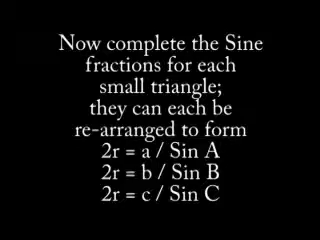 Now complete the Sine
fractions for each
small triangle;
they can each be
re-arranged to form
2r = a / Sin A
2r = b / Sin B
2r = c / Sin C